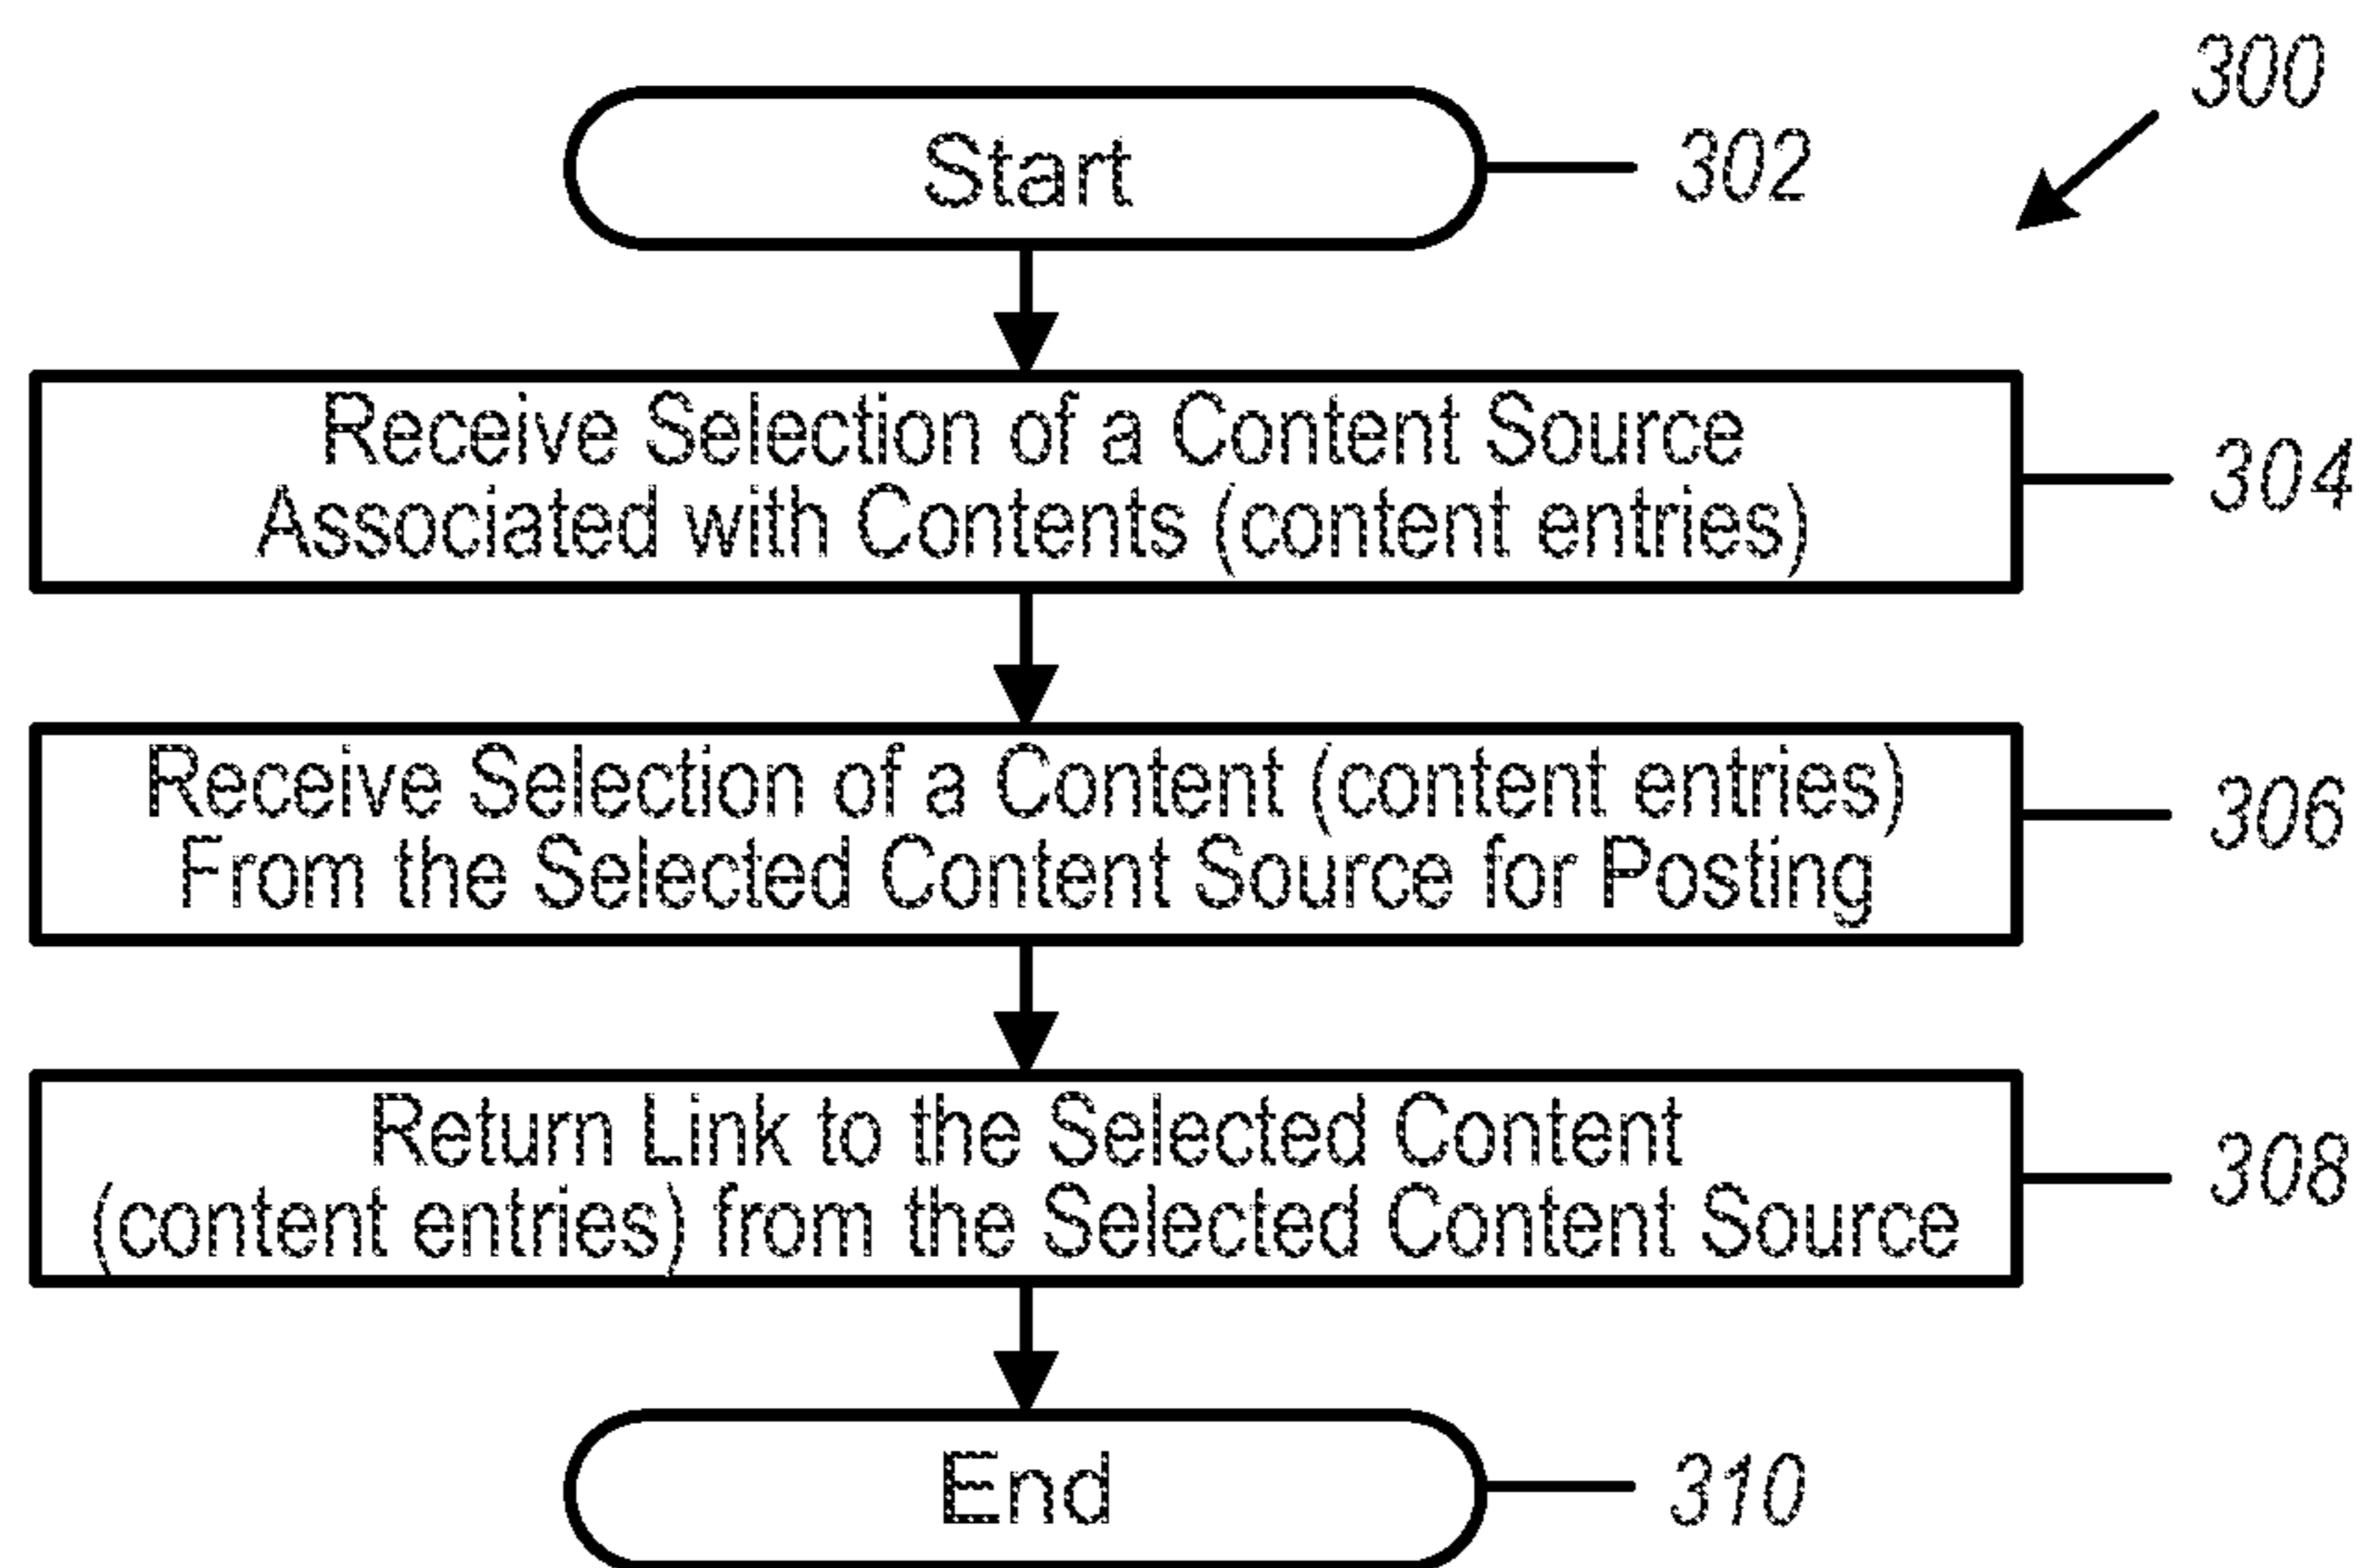 300
Start
302
Receive Selection of a Content Source
Associated with Contents (content entries)
304
Receive Selection of a Content (content entries)
From the Selected Content Source for Posting
306
Return Link to the Selected Content
(content entries) from the Selected Content Source
308
End
310